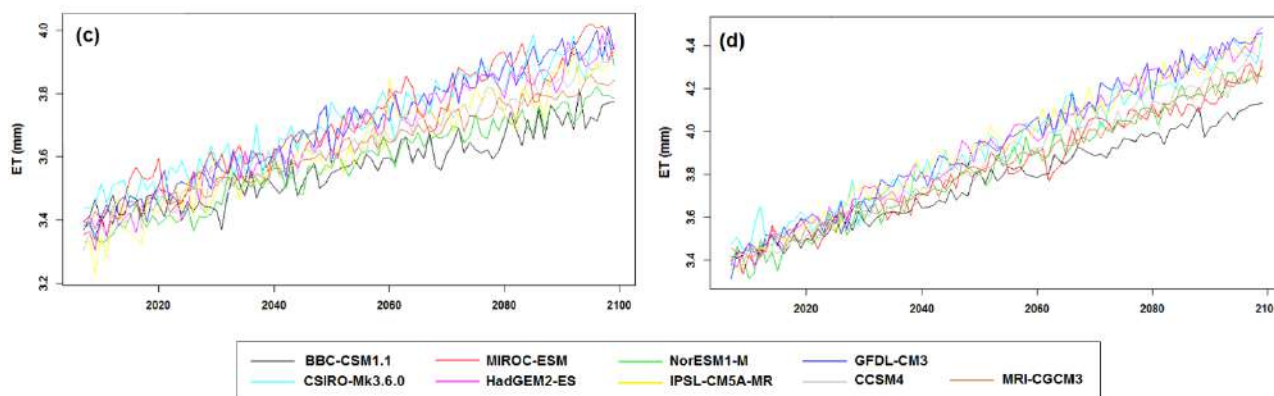 (c)
ET (mm)
4.0
3.8
3.6
3.4
3.2
2020 2040 2060 2080 2100
(d)
ET (mm)
4.4
4.2
4.0
3.8
3.6
3.4
2020 2040 2060 2080 210
BBC-CSM1.1 MIROC-ESM NorESM1-M GFDL-CM3
CSIRO-Mk3.6.0 HadGEM2-ES IPSL-CM5A-MR CCSM4 MRI-CGCM3